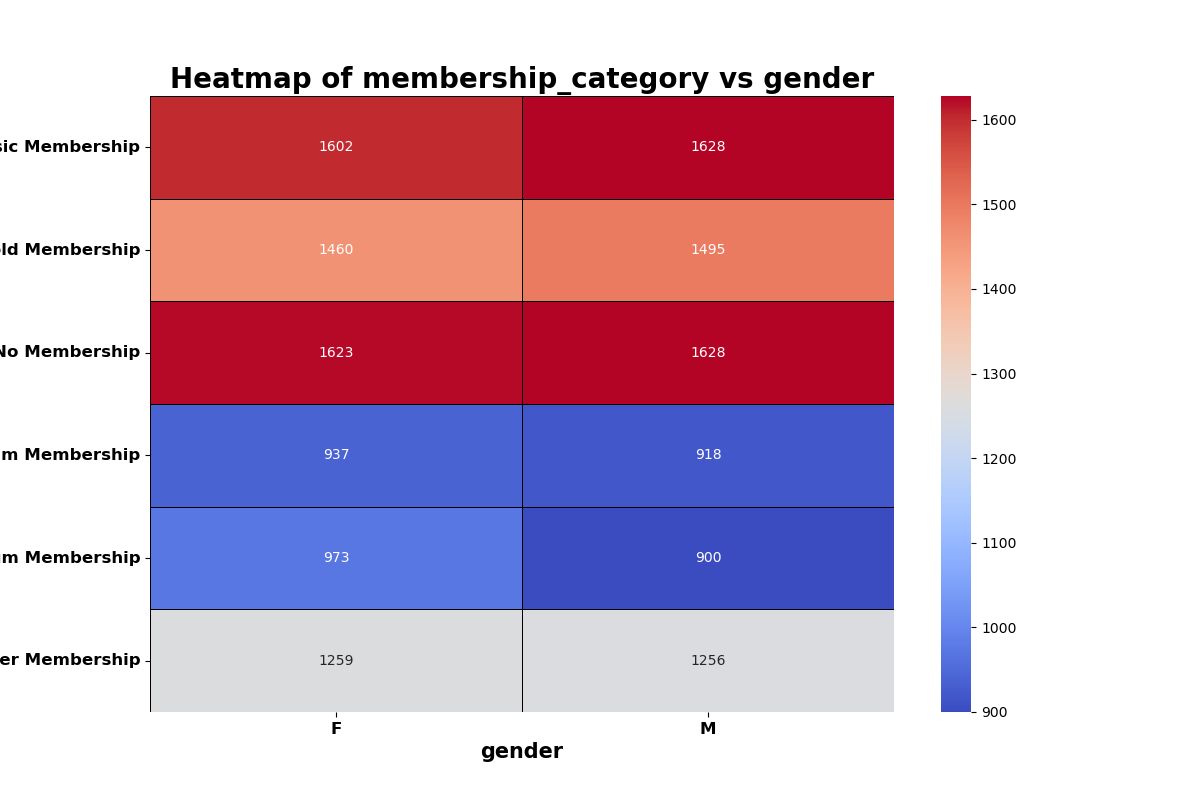 Heatmap of membership_category vs gender
sic Membership 1602 1628
ld Membership 1460 1495
No Membership 1623 1628
m Membership 937 918
m Membership 973 900
er Membership 1259 1256
F M
gender
1600
1500
1400
1300
1200
1100
1000
900